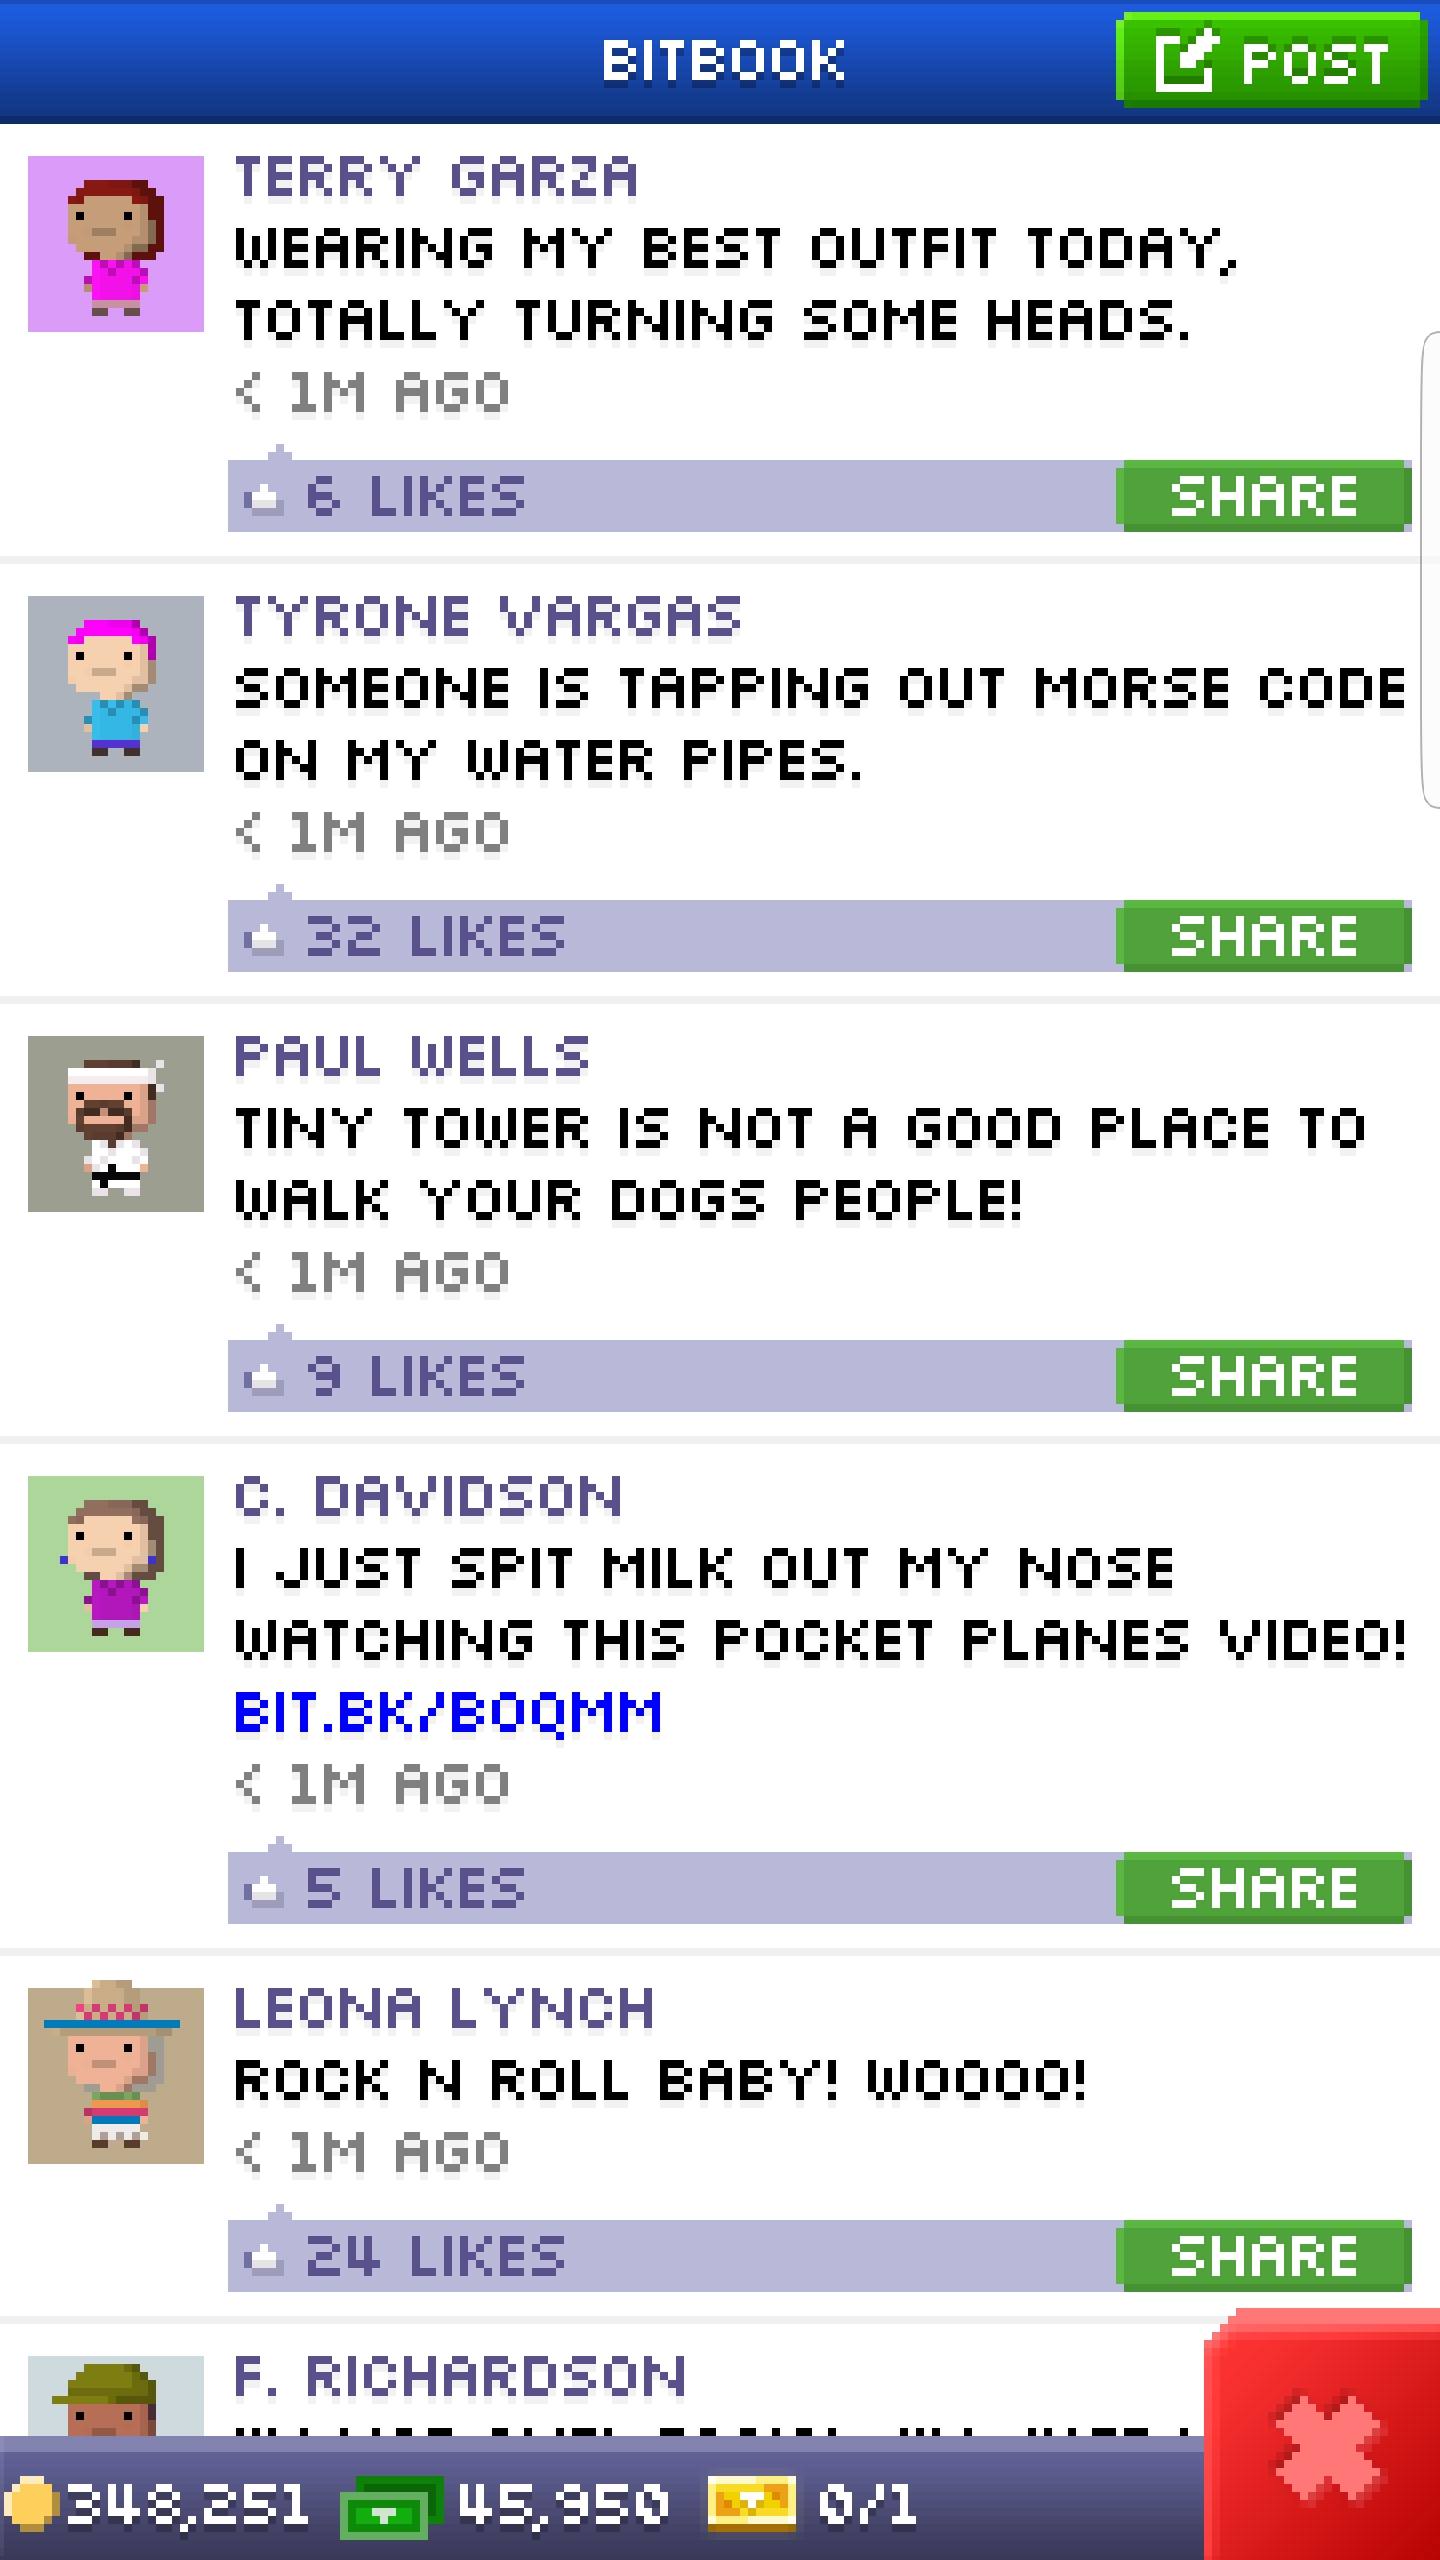 BITBOOK
POST
TERRY GARZA
WEARING MY BEST OUTFIT TODAY,
TOTALLY TURNING SOME HEADS.
< 1M AGO
6 LIKES
SHARE
TYRONE VARGAS
SOMEONE IS TAPPING OUT MORSE CODE
ON MY WATER PIPES.
< 1M AGO
32 LIKES
SHARE
PAUL WELLS
TINY TOWER IS NOT A GOOD PLACE TO
WALK YOUR DOGS PEOPLE!
< 1M AGO
9 LIKES
SHARE
C. DAVIDSON
I JUST SPIT MILK OUT MY NOSE
WATCHING THIS POCKET PLANES VIDEO!
BIT.BK/BOQMM
< 1M AGO
5 LIKES
SHARE
LEONA LYNCH
ROCK N ROLL BABY! WOOOO!
< 1M AGO
24 LIKES
SHARE
F. RICHARDSON
348,251
45,950
0/1